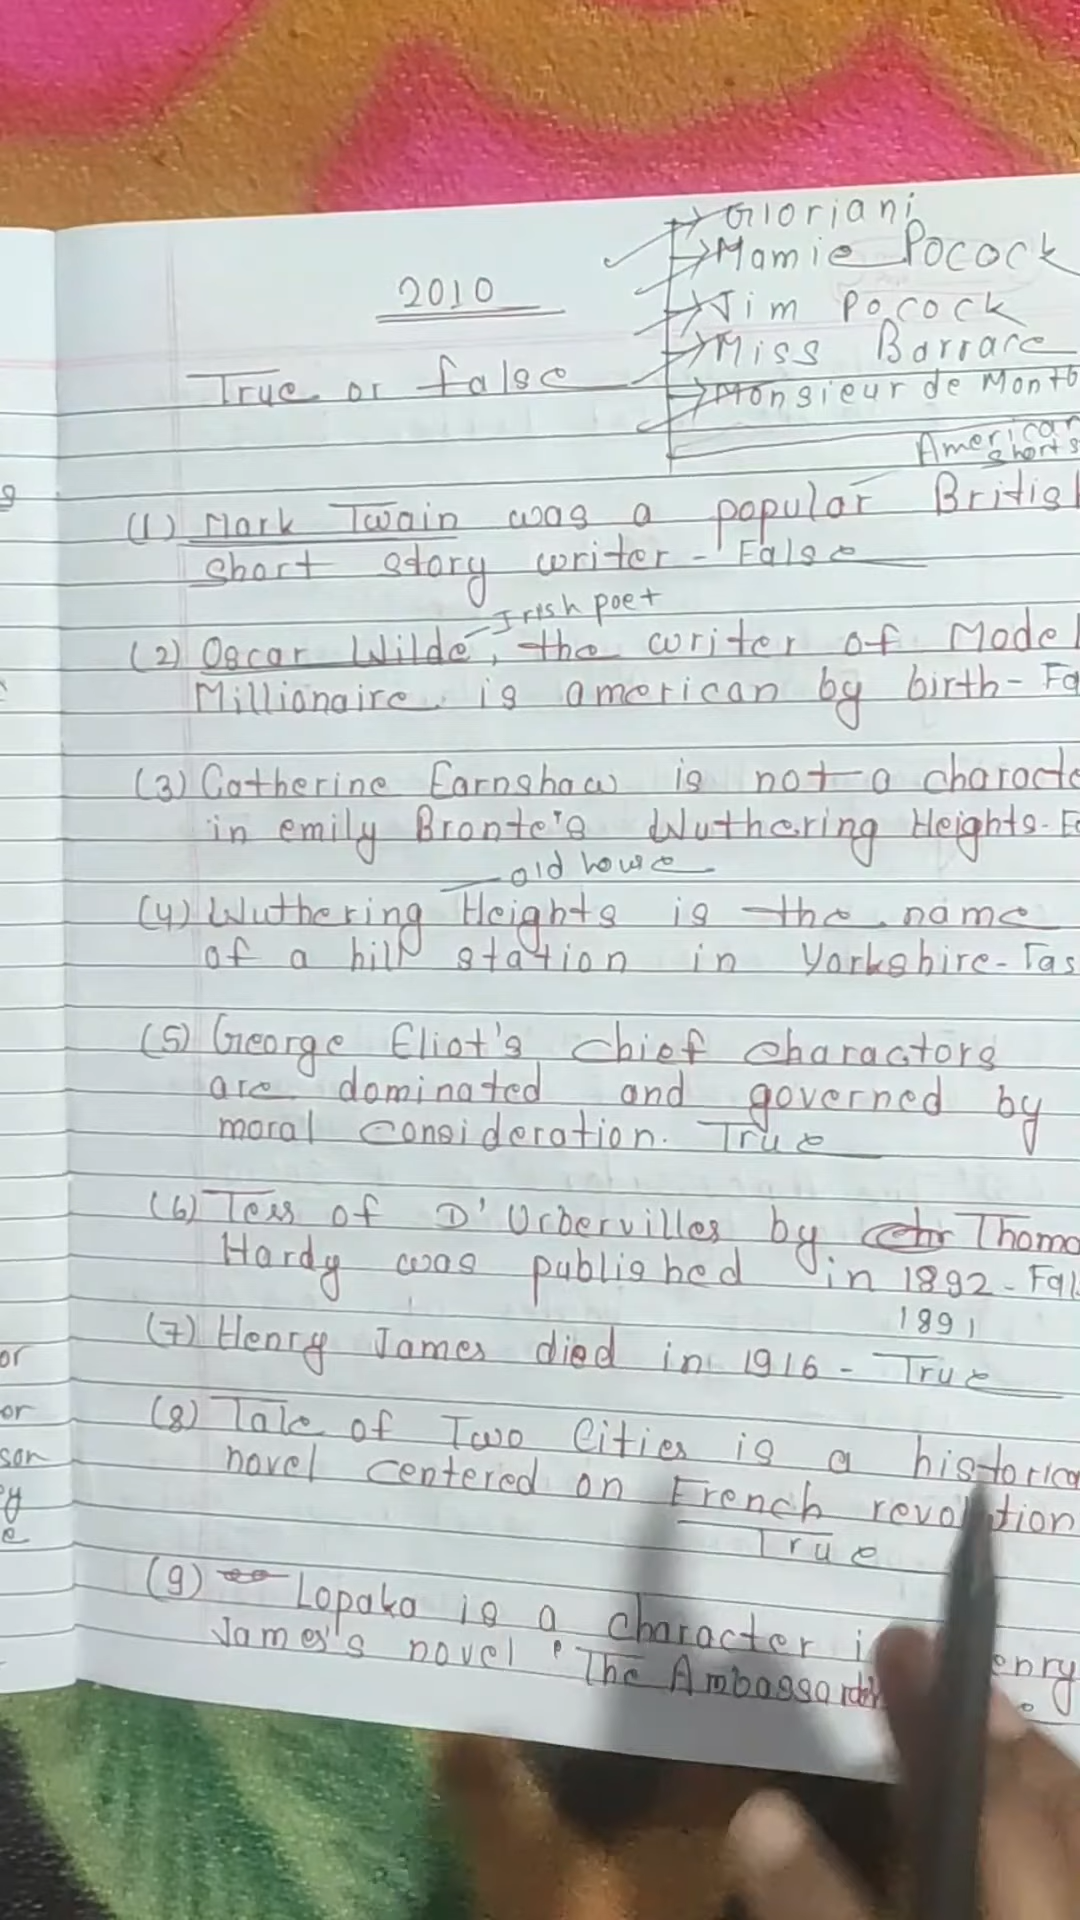 Gloriani
Mamie Pocock
2010
Jim Pocock
Miss Barrace
True or false
Monsieur de
American
short
(1) Mark Twain was a popular
short story writer - False
Irish poet
(2) Oscar Wilde, the writer of Model
Millionaire is american by birth-
(3) Catherine Earnshaw is not a
in emily Bronte's Wuthering Heights-
old house
(4) Wuthering Heights is the name
of a hill station in Yorkshire-
(5) George Eliot's chief charactors
are dominated and governed by
moral consideration. True
(6) Tess of D'Urbervilles by
Hardy was published in 1892-
1891
(7) Henry James died in 1916 - True
(8) Tale of Two Cities is a
novel centered on French revolution
True
(9) Lopaka is a character
James's novel 'The